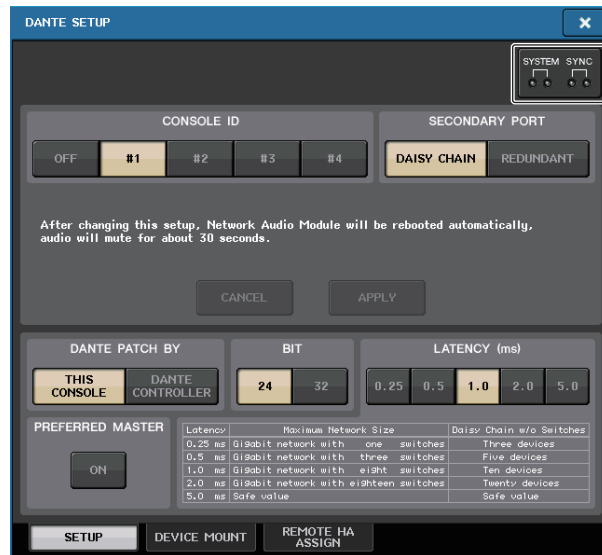 DANTE SETUP
SYSTEM SYNC
CONSOLE ID
OFF #1 #2 #3 #4
SECONDARY PORT
DAISY CHAIN REDUNDANT
After changing this setup, Network Audio Module will be rebooted automatically,
audio will mute for about 30 seconds.
CANCEL APPLY
DANTE PATCH BY
THIS
CONSOLE
DANTE
CONTROLLER
BIT
24 32
LATENCY (ms)
0.25 0.5 1.0 2.0 5.0
PREFERRED MASTER
ON
Latency Maximum Network Size Daisy Chain w/o Switches
0.25 ms Gigabit network with one switches Three devices
0.5 ms Gigabit network with three switches Five devices
1.0 ms Gigabit network with eight switches Ten devices
2.0 ms Gigabit network with eighteen switches Twenty devices
5.0 ms Safe value Safe value
SETUP
DEVICE MOUNT
REMOTE HA
ASSIGN